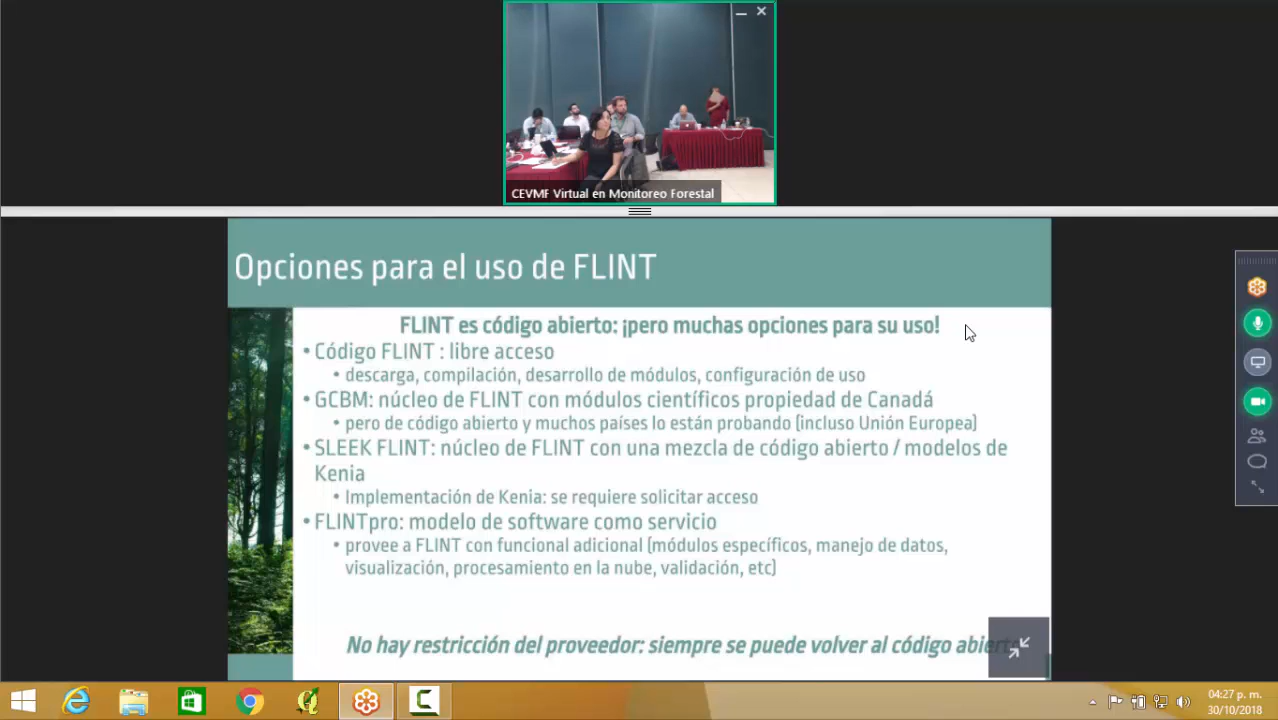 CEVMF Virtual en Monitoreo Forestal
Opciones para el uso de FLINT
FLINT es código abierto: ¡pero muchas opciones para su uso!
• Código FLINT : libre acceso
• descarga, compilación, desarrollo de módulos, configuración de uso
• GCBM: núcleo de FLINT con módulos científicos propiedad de Canadá
• pero de código abierto y muchos países lo están probando (incluso Unión Europea)
• SLEEK FLINT: núcleo de FLINT con una mezcla de código abierto / modelos de
Kenia
• Implementación de Kenia: se requiere solicitar acceso
• FLINTpro: modelo de software como servicio
• provee a FLINT con funcional adicional (módulos específicos, manejo de datos,
visualización, procesamiento en la nube, validación, etc)
No hay restricción del proveedor: siempre se puede volver al código abierto
04:27 p. m.
30/10/2018